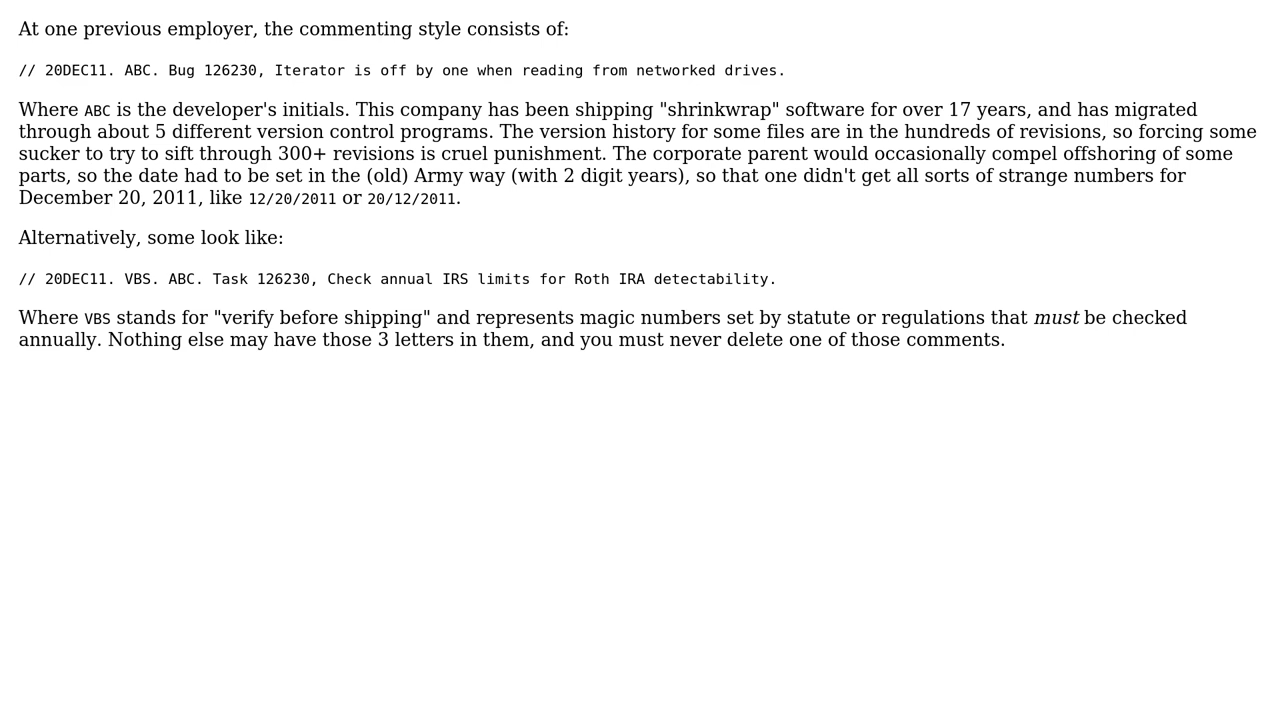 At one previous employer, the commenting style consists of:
// 20DEC11. ABC. Bug 126230, Iterator is off by one when reading from networked drives.
Where ABC is the developer's initials. This company has been shipping "shrinkwrap" software for over 17 years, and has migrated
through about 5 different version control programs. The version history for some files are in the hundreds of revisions, so forcing some
sucker to try to sift through 300+ revisions is cruel punishment. The corporate parent would occasionally compel offshoring of some
parts, so the date had to be set in the (old) Army way (with 2 digit years), so that one didn't get all sorts of strange numbers for
December 20, 2011, like 12/20/2011 or 20/12/2011.
Alternatively, some look like:
// 20DEC11. VBS. ABC. Task 126230, Check annual IRS limits for Roth IRA detectability.
Where VBS stands for "verify before shipping" and represents magic numbers set by statute or regulations that must be checked
annually. Nothing else may have those 3 letters in them, and you must never delete one of those comments.